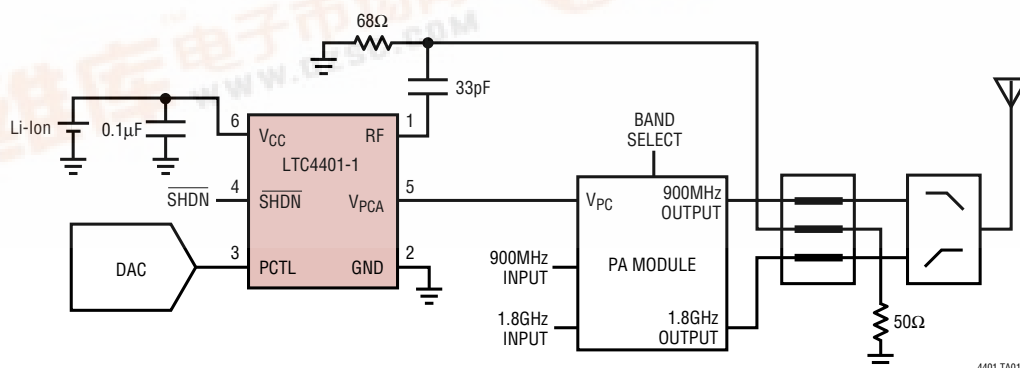 68Ω
33pF
Li-Ion
0.1µF
6
VCC
RF
1
LTC4401-1
4
SHDN
SHDN
VPCA
5
DAC
3
PCTL
GND
2
BAND
SELECT
VPC
900MHz
OUTPUT
900MHz
INPUT
PA MODULE
1.8GHz
INPUT
1.8GHz
OUTPUT
50Ω
4401 TA01